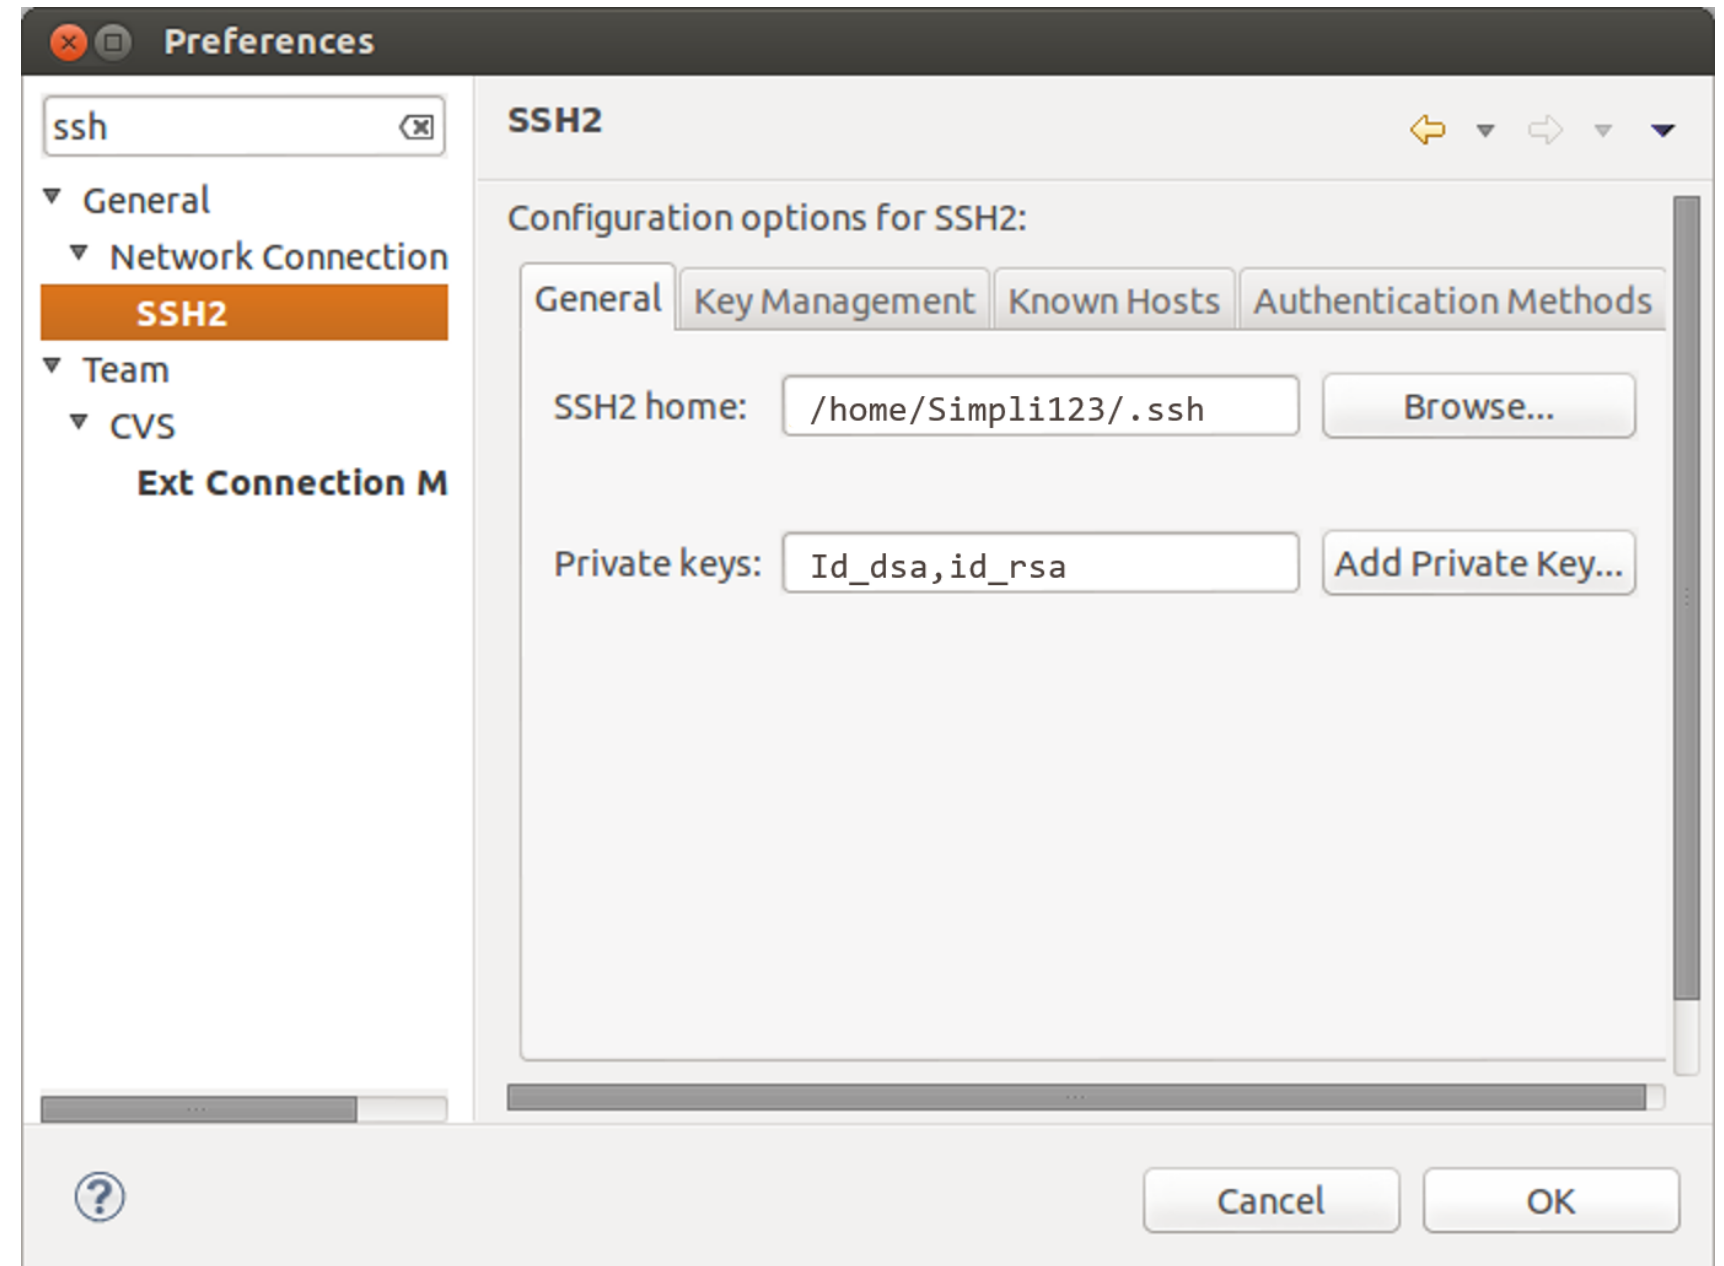 Preferences
ssh
General
Network Connection
SSH2
Team
CVS
Ext Connection M
SSH2
Configuration options for SSH2:
General Key Management Known Hosts Authentication Methods
SSH2 home: /home/Simpli123/.ssh Browse...
Private keys: Id_dsa,id_rsa Add Private Key...
? Cancel OK